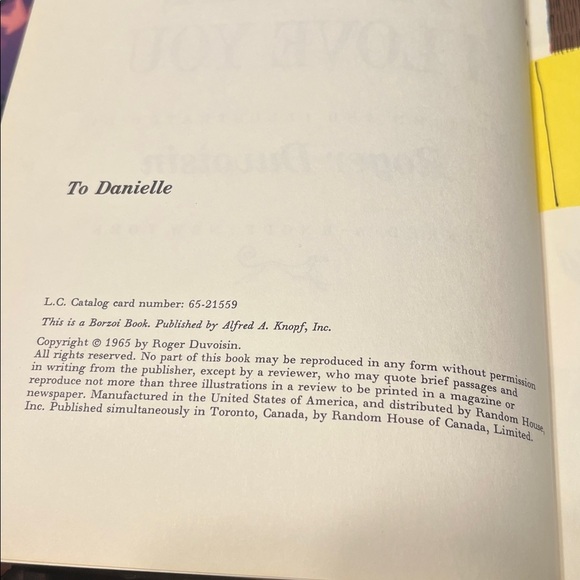 To Danielle
L.C. Catalog card number: 65-21559
This is a Borzoi Book. Published by Alfred A. Knopf, Inc.
Copyright © 1965 by Roger Duvoisin.
All rights reserved. No part of this book may be reproduced in any form without permission
in writing from the publisher, except by a reviewer, who may quote brief passages and
reproduce not more than three illustrations in a review to be printed in a magazine or
newspaper. Manufactured in the United States of America, and distributed by Random House,
Inc. Published simultaneously in Toronto, Canada, by Random House of Canada, Limited.